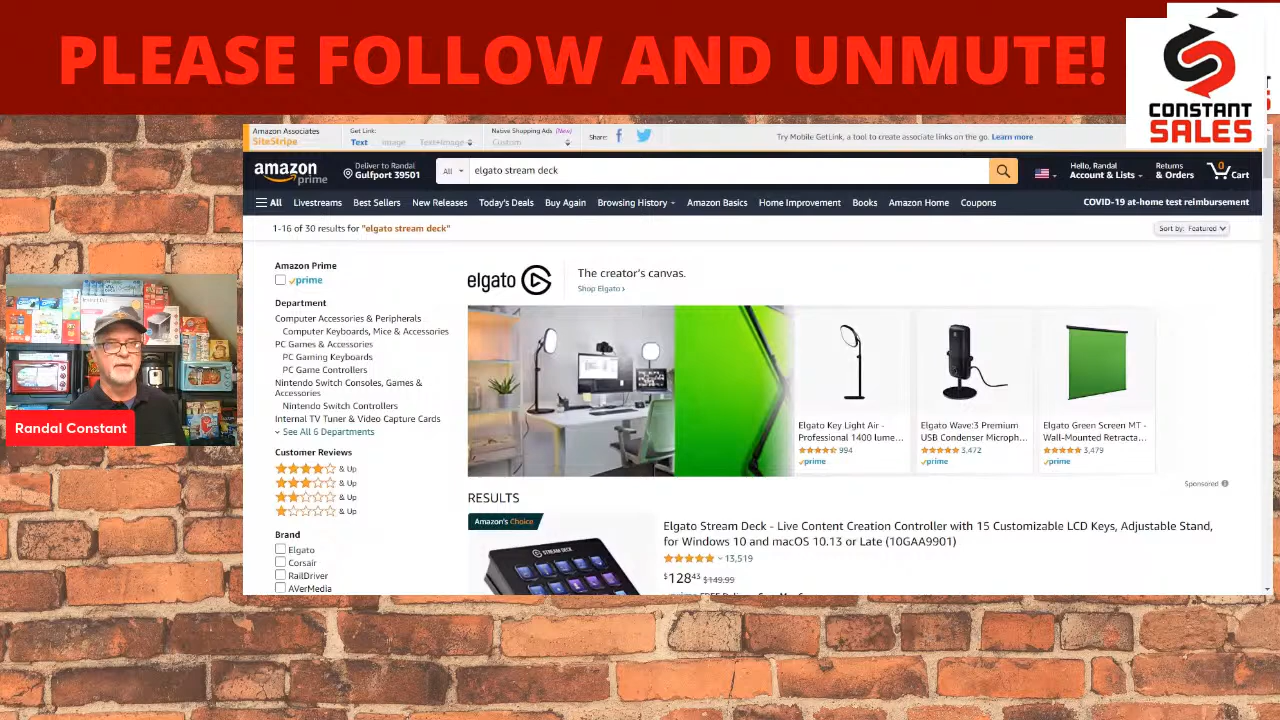 PLEASE FOLLOW AND UNMUTE!
CONSTANT
SALES
Amazon Associates
SiteStripe
Get Link:
Text Image Text+Image
Native Shopping Ads (New)
Custom
Share:
Try Mobile GetLink, a tool to create associate links on the go. Learn more
amazon
prime
Deliver to Randal
Gulfport 39501
All
elgato stream deck
Hello, Randal
Account & Lists
Returns
& Orders
0
Cart
All Livestreams Best Sellers New Releases Today's Deals Buy Again Browsing History Amazon Basics Home Improvement Books Amazon Home Coupons
COVID-19 at-home test reimbursement
1-16 of 30 results for "elgato stream deck"
Sort by: Featured
Amazon Prime
prime
Department
Computer Accessories & Peripherals
Computer Keyboards, Mice & Accessories
PC Games & Accessories
PC Gaming Keyboards
PC Game Controllers
Nintendo Switch Consoles, Games &
Accessories
Nintendo Switch Controllers
Internal TV Tuner & Video Capture Cards
See All 6 Departments
Customer Reviews
& Up
& Up
& Up
& Up
Brand
Elgato
Corsair
RailDriver
AVerMedia
elgato
The creator's canvas.
Shop Elgato ›
Elgato Key Light Air -
Professional 1400 lume...
994
prime
Elgato Wave:3 Premium
USB Condenser Microph...
3,472
prime
Elgato Green Screen MT -
Wall-Mounted Retracta...
3,479
prime
Sponsored
RESULTS
Amazon's Choice
STREAM DECK
Elgato Stream Deck - Live Content Creation Controller with 15 Customizable LCD Keys, Adjustable Stand,
for Windows 10 and macOS 10.13 or Late (10GAA9901)
13,519
$128.43 $149.99
Randal Constant